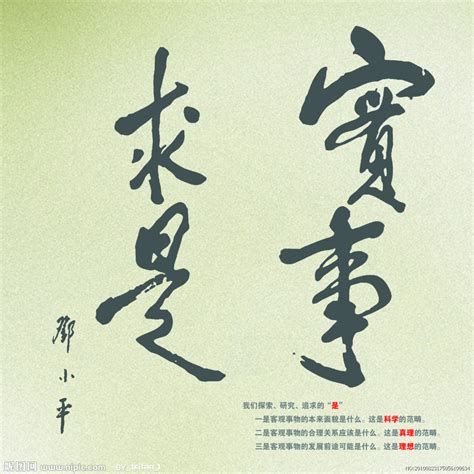 實事
求是
鄧小平
我们探索、研究、追求的“是”
一是客观事物的本来面貌是什么。这是科学的范畴。
二是客观事物的合理关系应该是什么。这是真理的范畴。
三是客观事物的发展前途可能是什么。这是理想的范畴。
昵图网
www.nipic.com